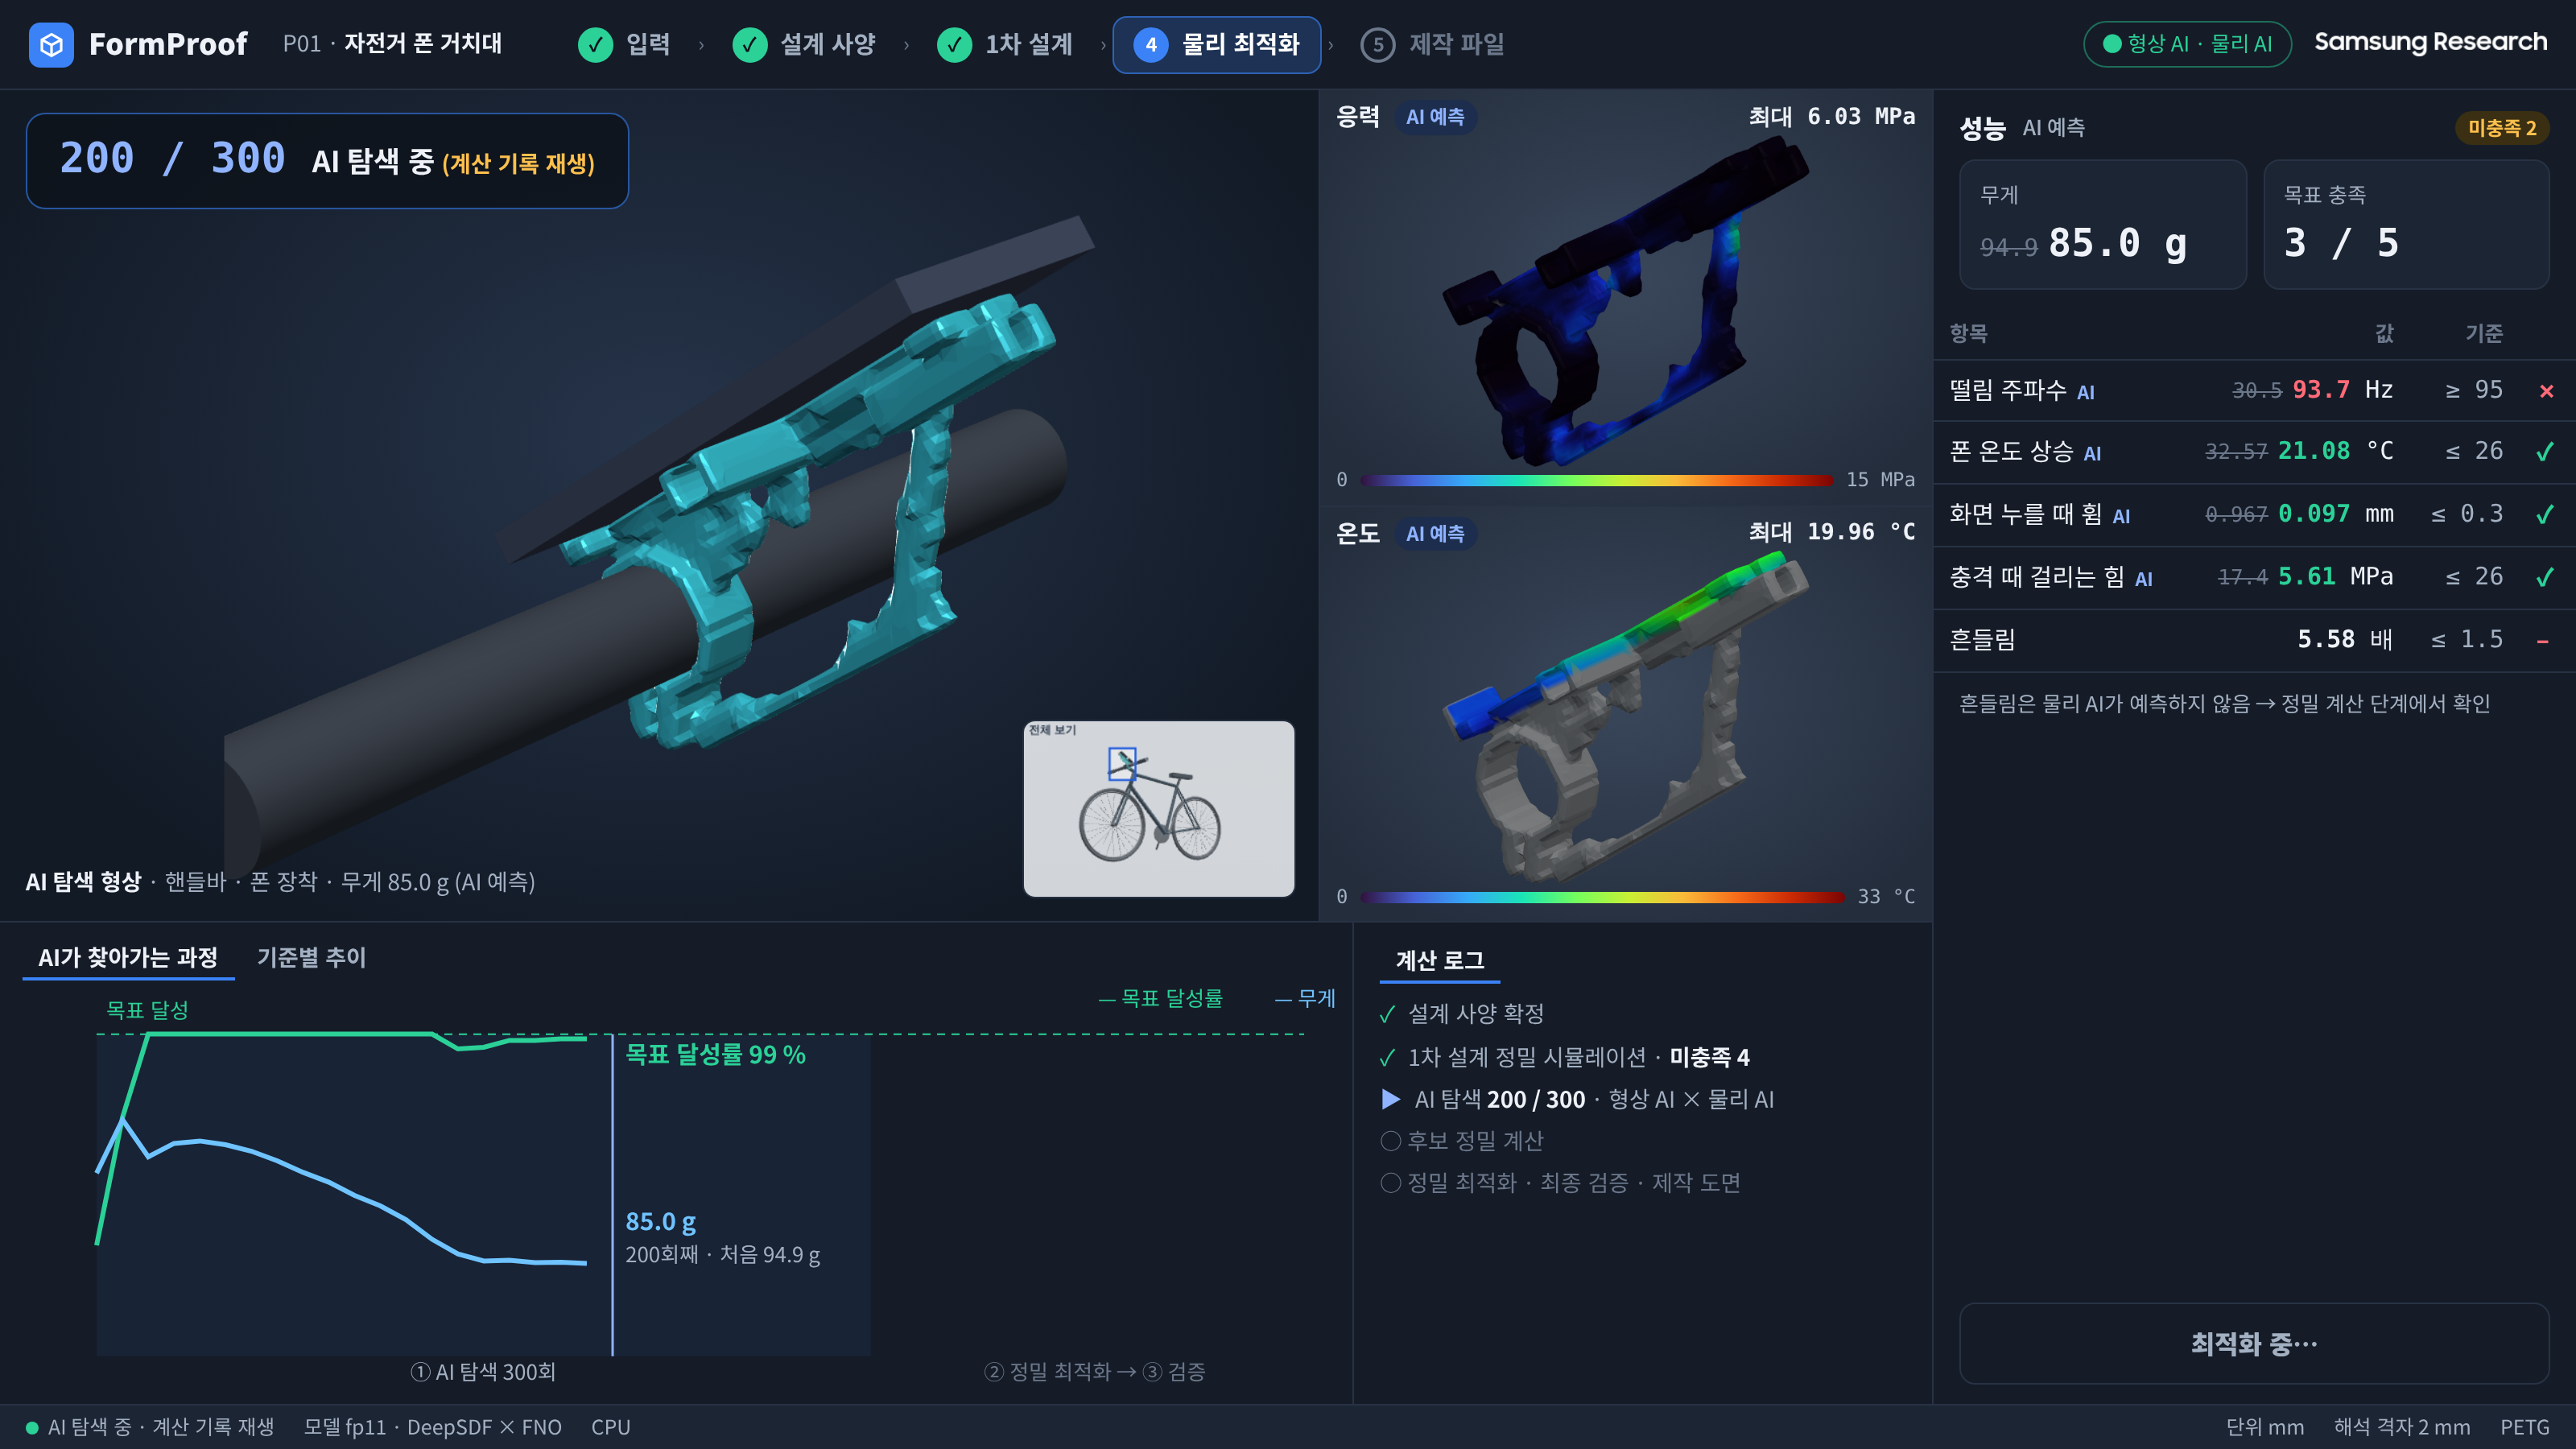 FormProof
P01 · 자전거 폰 거치대
✓ 입력 › ✓ 설계 사양 › ✓ 1차 설계 › 4 물리 최적화 › 5 제작 파일
형상 AI · 물리 AI
Samsung Research
200 / 300 AI 탐색 중 (계산 기록 재생)
전체 보기
AI 탐색 형상 · 핸들바 · 폰 장착 · 무게 85.0 g (AI 예측)
응력 AI 예측 최대 6.03 MPa
0 15 MPa
온도 AI 예측 최대 19.96 °C
0 33 °C
성능 AI 예측 미충족 2
무게
94.9 85.0 g
목표 충족
3 / 5
항목 값 기준
떨림 주파수 AI 30.5 93.7 Hz ≥ 95 ×
폰 온도 상승 AI 32.57 21.08 °C ≤ 26 ✓
화면 누를 때 휨 AI 0.967 0.097 mm ≤ 0.3 ✓
충격 때 걸리는 힘 AI 17.4 5.61 MPa ≤ 26 ✓
흔들림 5.58 배 ≤ 1.5 –
흔들림은 물리 AI가 예측하지 않음 → 정밀 계산 단계에서 확인
최적화 중···
AI가 찾아가는 과정 기준별 추이
— 목표 달성률 — 무게
목표 달성
목표 달성률 99 %
85.0 g
200회째 · 처음 94.9 g
① AI 탐색 300회
② 정밀 최적화 → ③ 검증
계산 로그
✓ 설계 사양 확정
✓ 1차 설계 정밀 시뮬레이션 · 미충족 4
▶ AI 탐색 200 / 300 · 형상 AI × 물리 AI
○ 후보 정밀 계산
○ 정밀 최적화 · 최종 검증 · 제작 도면
AI 탐색 중 · 계산 기록 재생 모델 fp11 · DeepSDF × FNO CPU
단위 mm 해석 격자 2 mm PETG